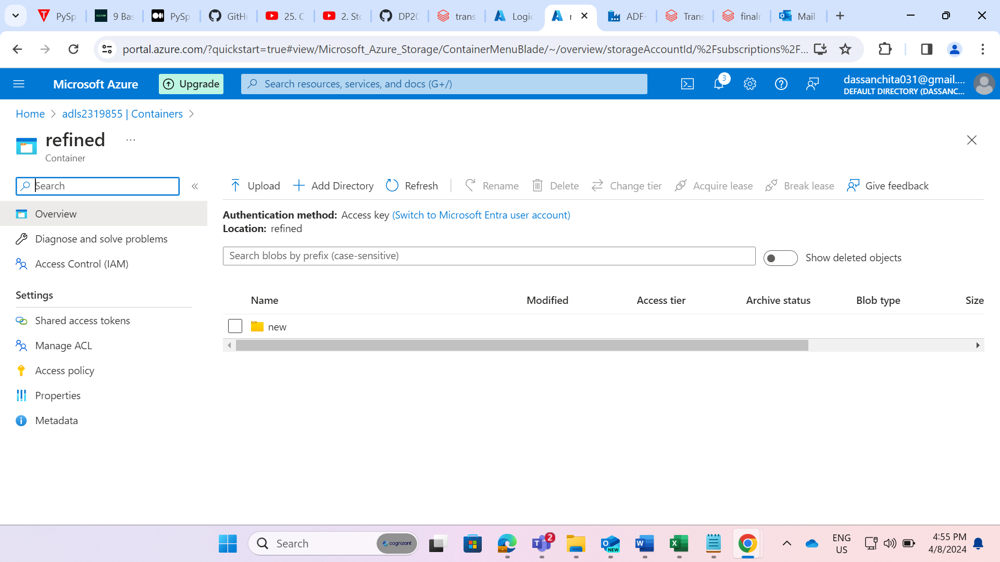 PySp
9 Bas
PySp
GitHu
25. C
2. Sto
DP20
trans
Logic
ADF-
Trans
finalr
Mail
portal.azure.com/?quickstart=true#view/Microsoft_Azure_Storage/ContainerMenuBlade/~/overview/storageAccountId/%2Fsubscriptions%2F...
Microsoft Azure
Upgrade
Search resources, services, and docs (G+/)
3
dassanchita031@gmail....
DEFAULT DIRECTORY (DASSANC...
Home > adls2319855 | Containers >
refined ...
Container
Search
Upload
Add Directory
Refresh
Rename
Delete
Change tier
Acquire lease
Break lease
Give feedback
Overview
Diagnose and solve problems
Access Control (IAM)
Settings
Shared access tokens
Manage ACL
Access policy
Properties
Metadata
Authentication method: Access key (Switch to Microsoft Entra user account)
Location: refined
Search blobs by prefix (case-sensitive)
Show deleted objects
Name Modified Access tier Archive status Blob type Size
new
Search
cognizant
2
NEW
ENG
US
4:55 PM
4/8/2024